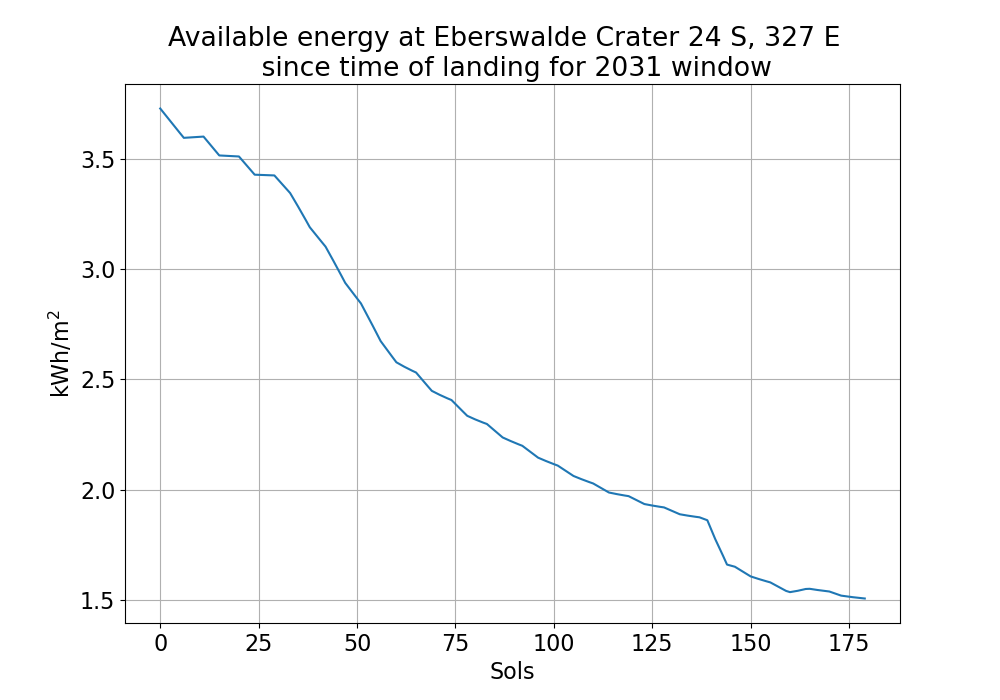 Available energy at Eberswalde Crater 24 S, 327 E
since time of landing for 2031 window
kWh/m²
3.5
3.0
2.5
2.0
1.5
0 25 50 75 100 125 150 175
Sols